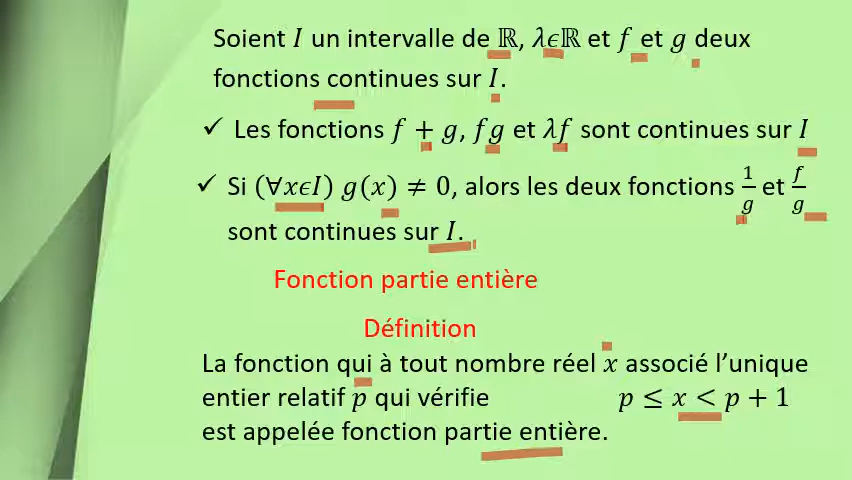 Soient I un intervalle de ℝ, λϵℝ et f et g deux
fonctions continues sur I.
✓ Les fonctions f + g, fg et λf sont continues sur I
✓ Si (∀xϵI) g(x) ≠ 0, alors les deux fonctions 1/g et f/g
sont continues sur I.
Fonction partie entière
Définition
La fonction qui à tout nombre réel x associé l’unique
entier relatif p qui vérifie p ≤ x < p + 1
est appelée fonction partie entière.